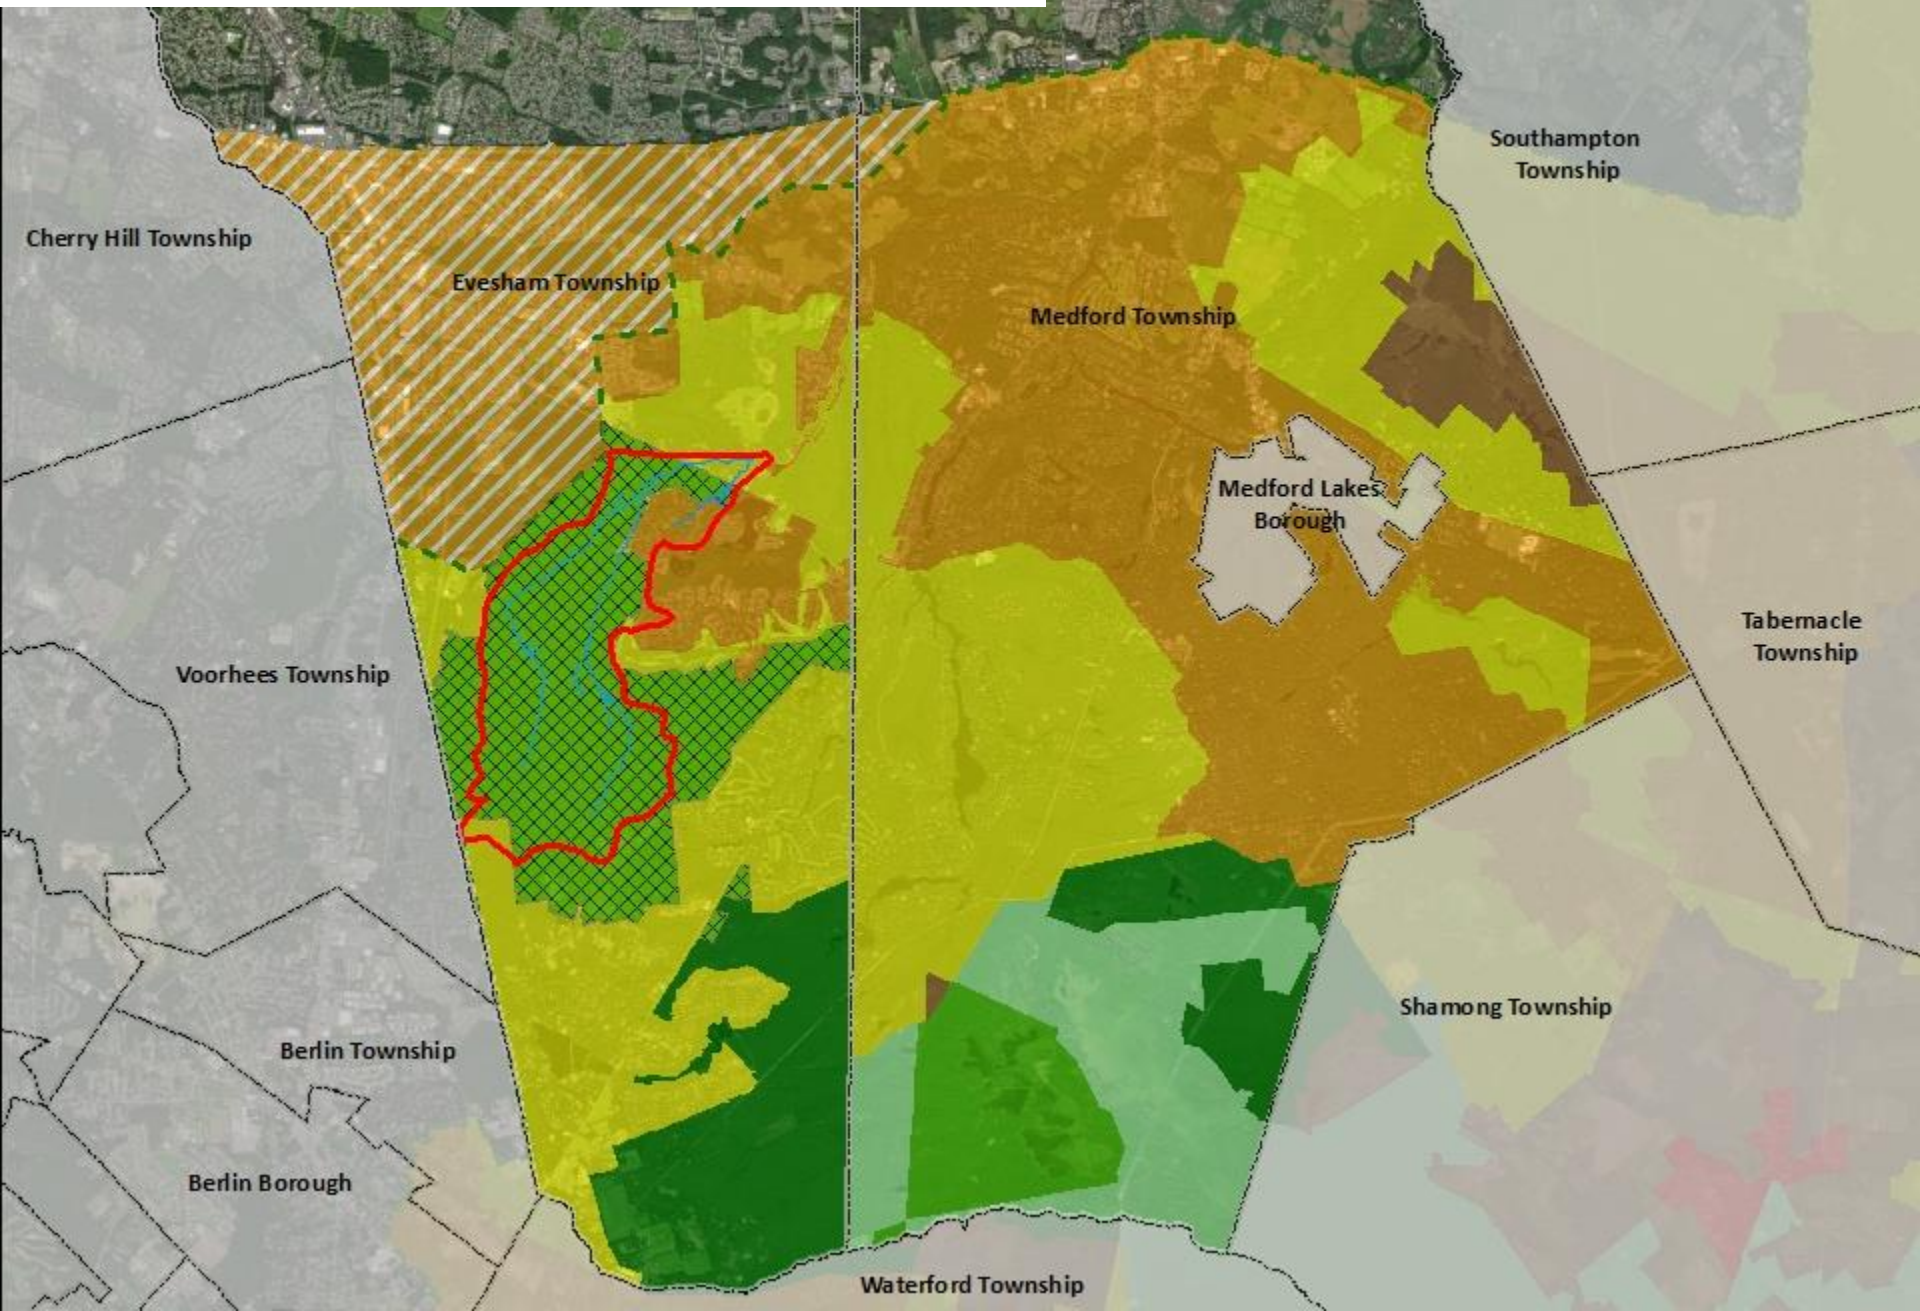 Southampton
Township
Cherry Hill Township
Evesham Township
Medford Township
Medford Lakes
Borough
Tabernacle
Township
Voorhees Township
Shamong Township
Berlin Township
Berlin Borough
Waterford Township